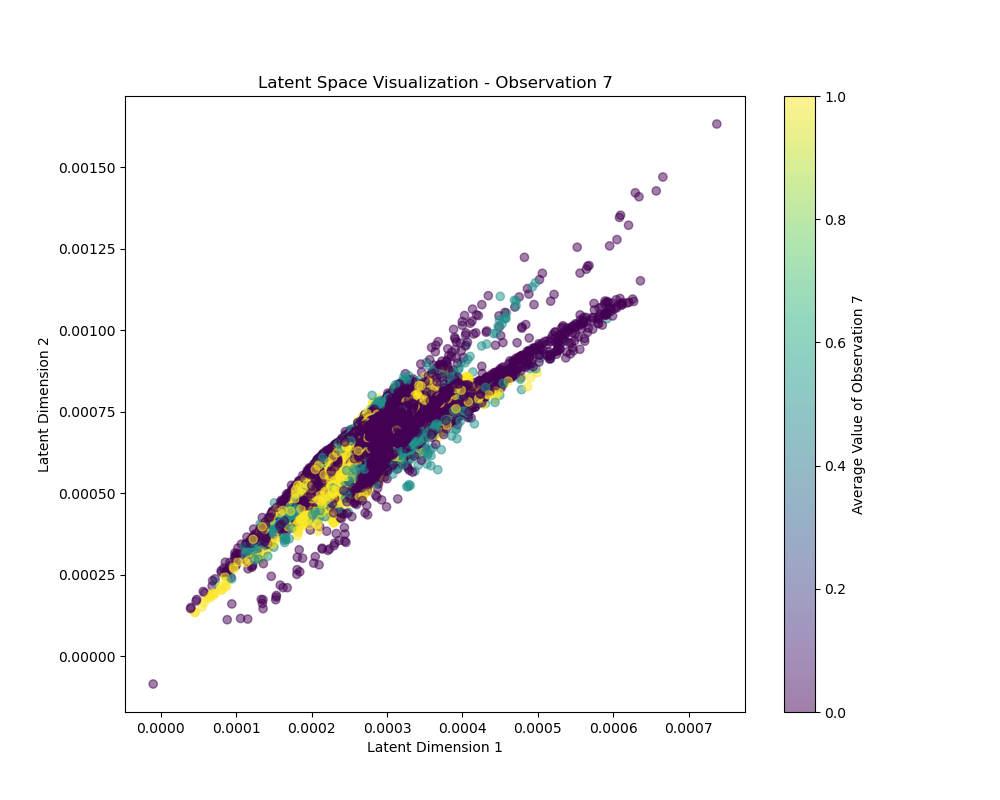 Latent Space Visualization - Observation 7
Latent Dimension 2
0.00150
0.00125
0.00100
0.00075
0.00050
0.00025
0.00000
0.0000 0.0001 0.0002 0.0003 0.0004 0.0005 0.0006 0.0007
Latent Dimension 1
1.0
0.8
0.6
0.4
0.2
0.0
Average Value of Observation 7